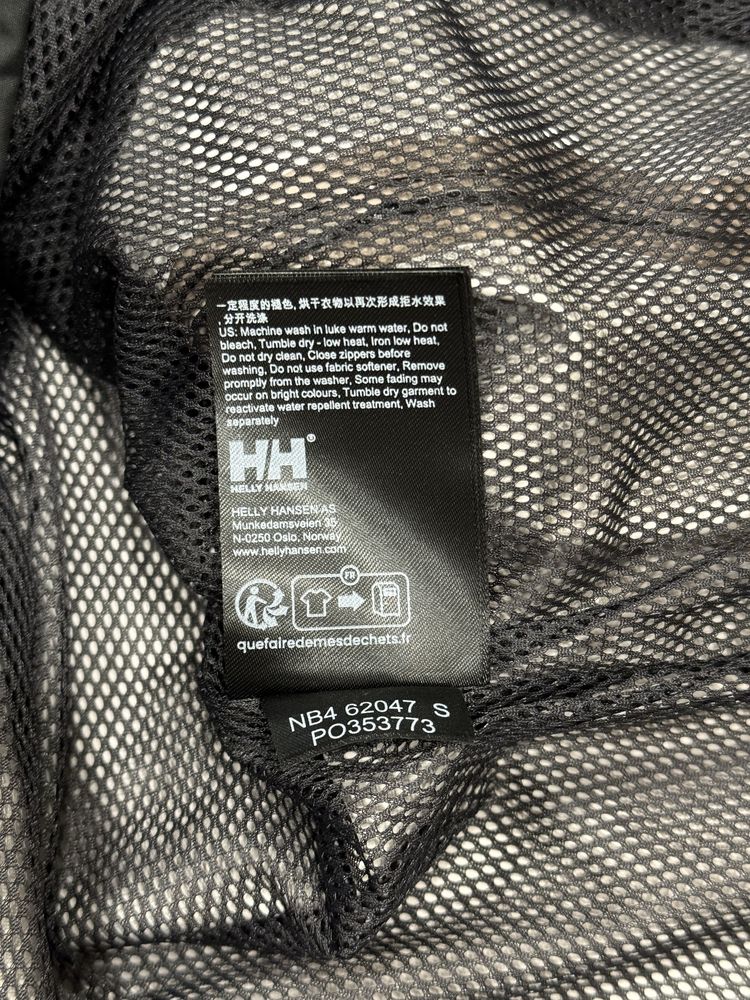 一定程度的褪色, 烘干衣物以再次形成拒水效果
,分开洗涤
US: Machine wash in luke warm water, Do not
bleach, Tumble dry - low heat, Iron low heat,
Do not dry clean, Close zippers before
washing, Do not use fabric softener, Remove
promptly from the washer, Some fading may
occur on bright colours, Tumble dry garment to
reactivate water repellent treatment, Wash
separately
H/H®
HELLY HANSEN
HELLY HANSEN AS
Munkedamsveien 35
N-0250 Oslo, Norway
www.hellyhansen.com
FR
quefairedemesdechets.fr
NB4 62047 S
PO353773